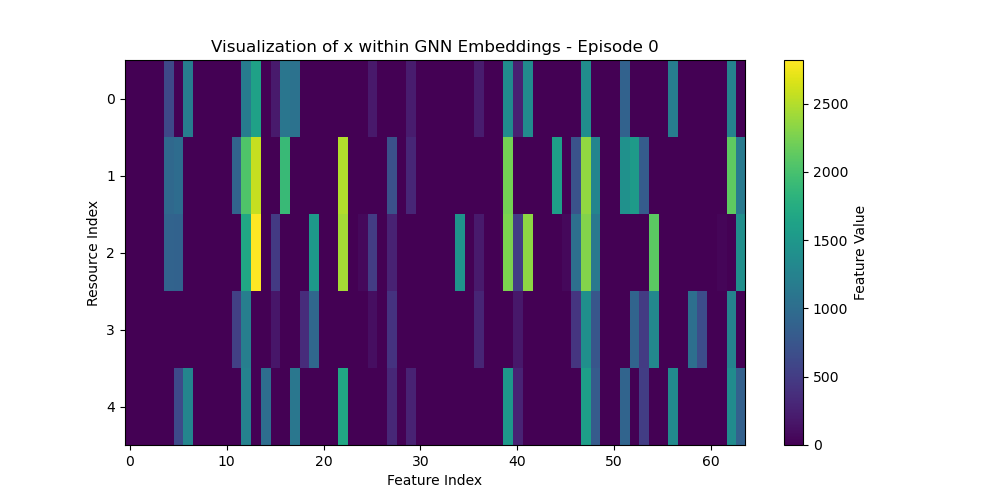 Visualization of x within GNN Embeddings - Episode 0
Resource Index
0
1
2
3
4
0 10 20 30 40 50 60
Feature Index
2500
2000
1500
1000
500
0
Feature Value